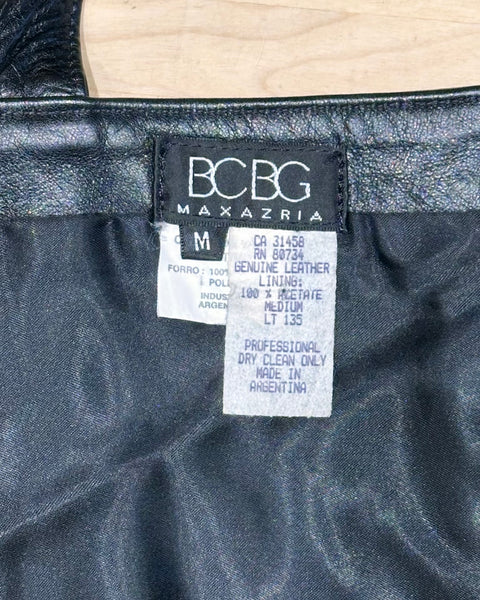 BCBG
MAXAZRIA
M
FORRO: 100%
POLI
INDUS
ARGEN
CA 31458
RN 80734
GENUINE LEATHER
LINING:
100 % ACETATE
MEDIUM
LT 135
PROFESSIONAL
DRY CLEAN ONLY
MADE IN
ARGENTINA